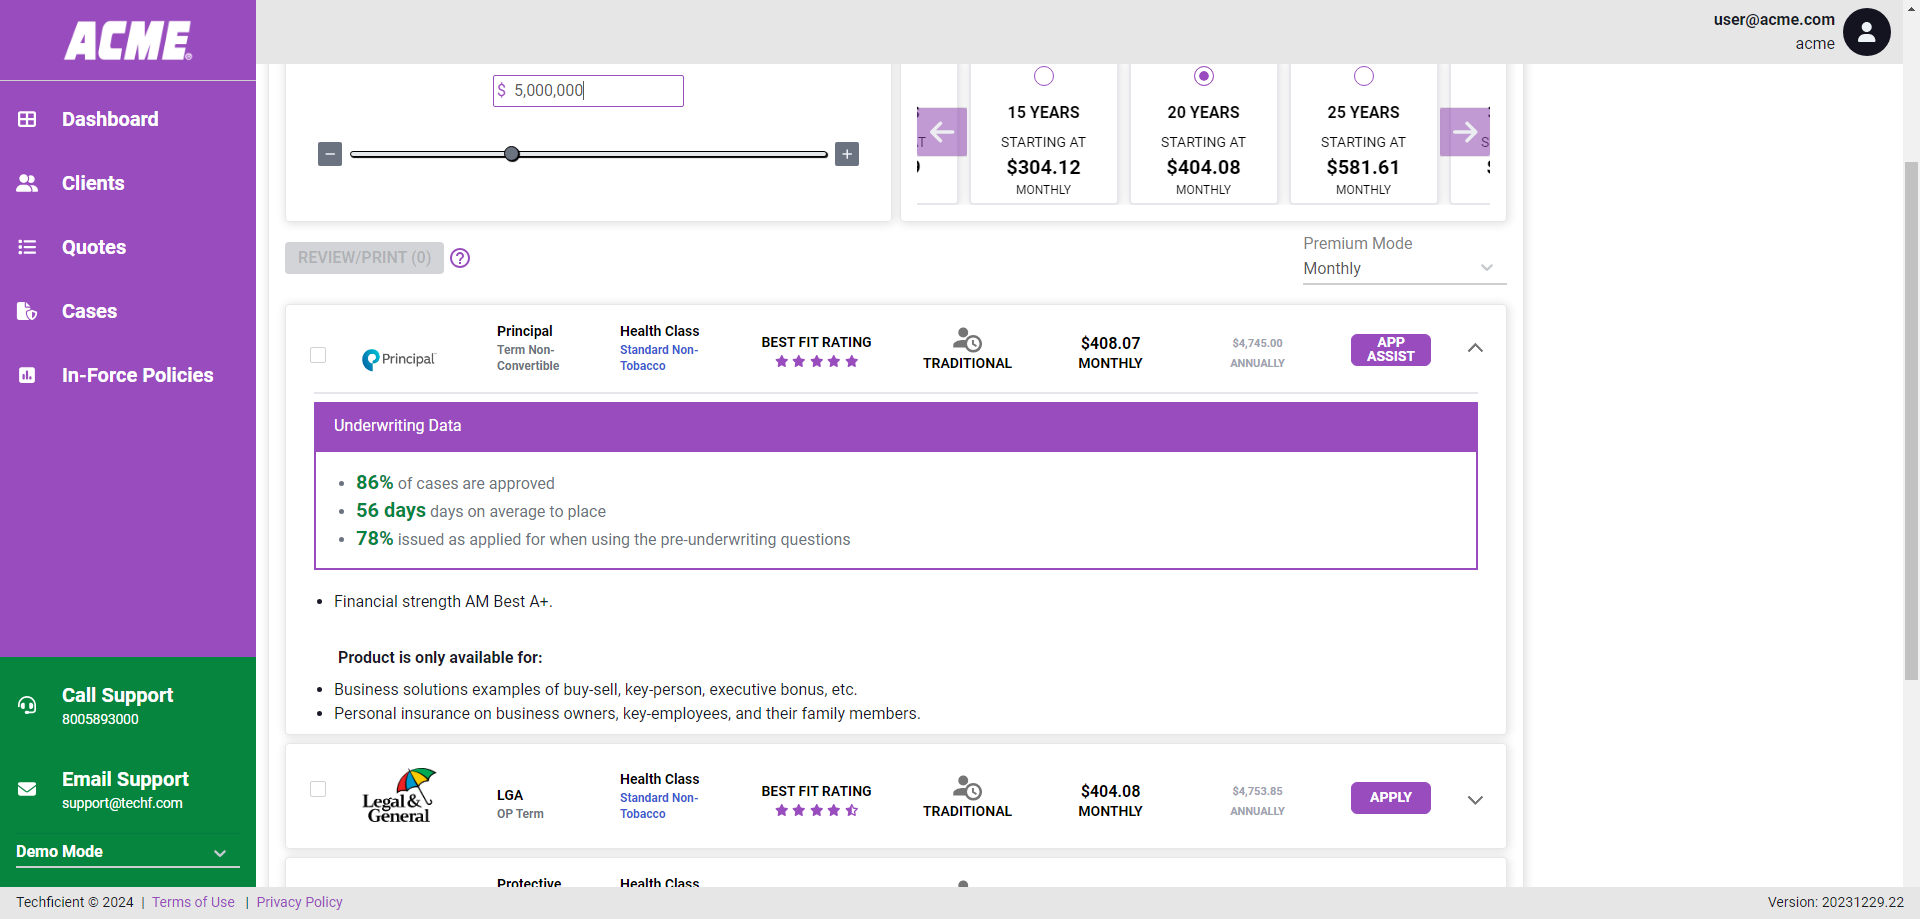 ACME®
user@acme.com
acme
Dashboard
Clients
Quotes
Cases
In-Force Policies
Call Support
8005893000
Email Support
support@techf.com
Demo Mode
$ 5,000,000
15 YEARS
STARTING AT
$304.12
MONTHLY
20 YEARS
STARTING AT
$404.08
MONTHLY
25 YEARS
STARTING AT
$581.61
MONTHLY
REVIEW/PRINT (0)
Premium Mode
Monthly
Principal
Principal
Term Non-
Convertible
Health Class
Standard Non-
Tobacco
BEST FIT RATING
TRADITIONAL
$408.07
MONTHLY
$4,745.00
ANNUALLY
APP
ASSIST
Underwriting Data
• 86% of cases are approved
• 56 days days on average to place
• 78% issued as applied for when using the pre-underwriting questions
• Financial strength AM Best A+.
Product is only available for:
• Business solutions examples of buy-sell, key-person, executive bonus, etc.
• Personal insurance on business owners, key-employees, and their family members.
Legal &
General
LGA
OP Term
Health Class
Standard Non-
Tobacco
BEST FIT RATING
TRADITIONAL
$404.08
MONTHLY
$4,753.85
ANNUALLY
APPLY
Protective
Health Class
Techficient © 2024 | Terms of Use | Privacy Policy
Version: 20231229.22